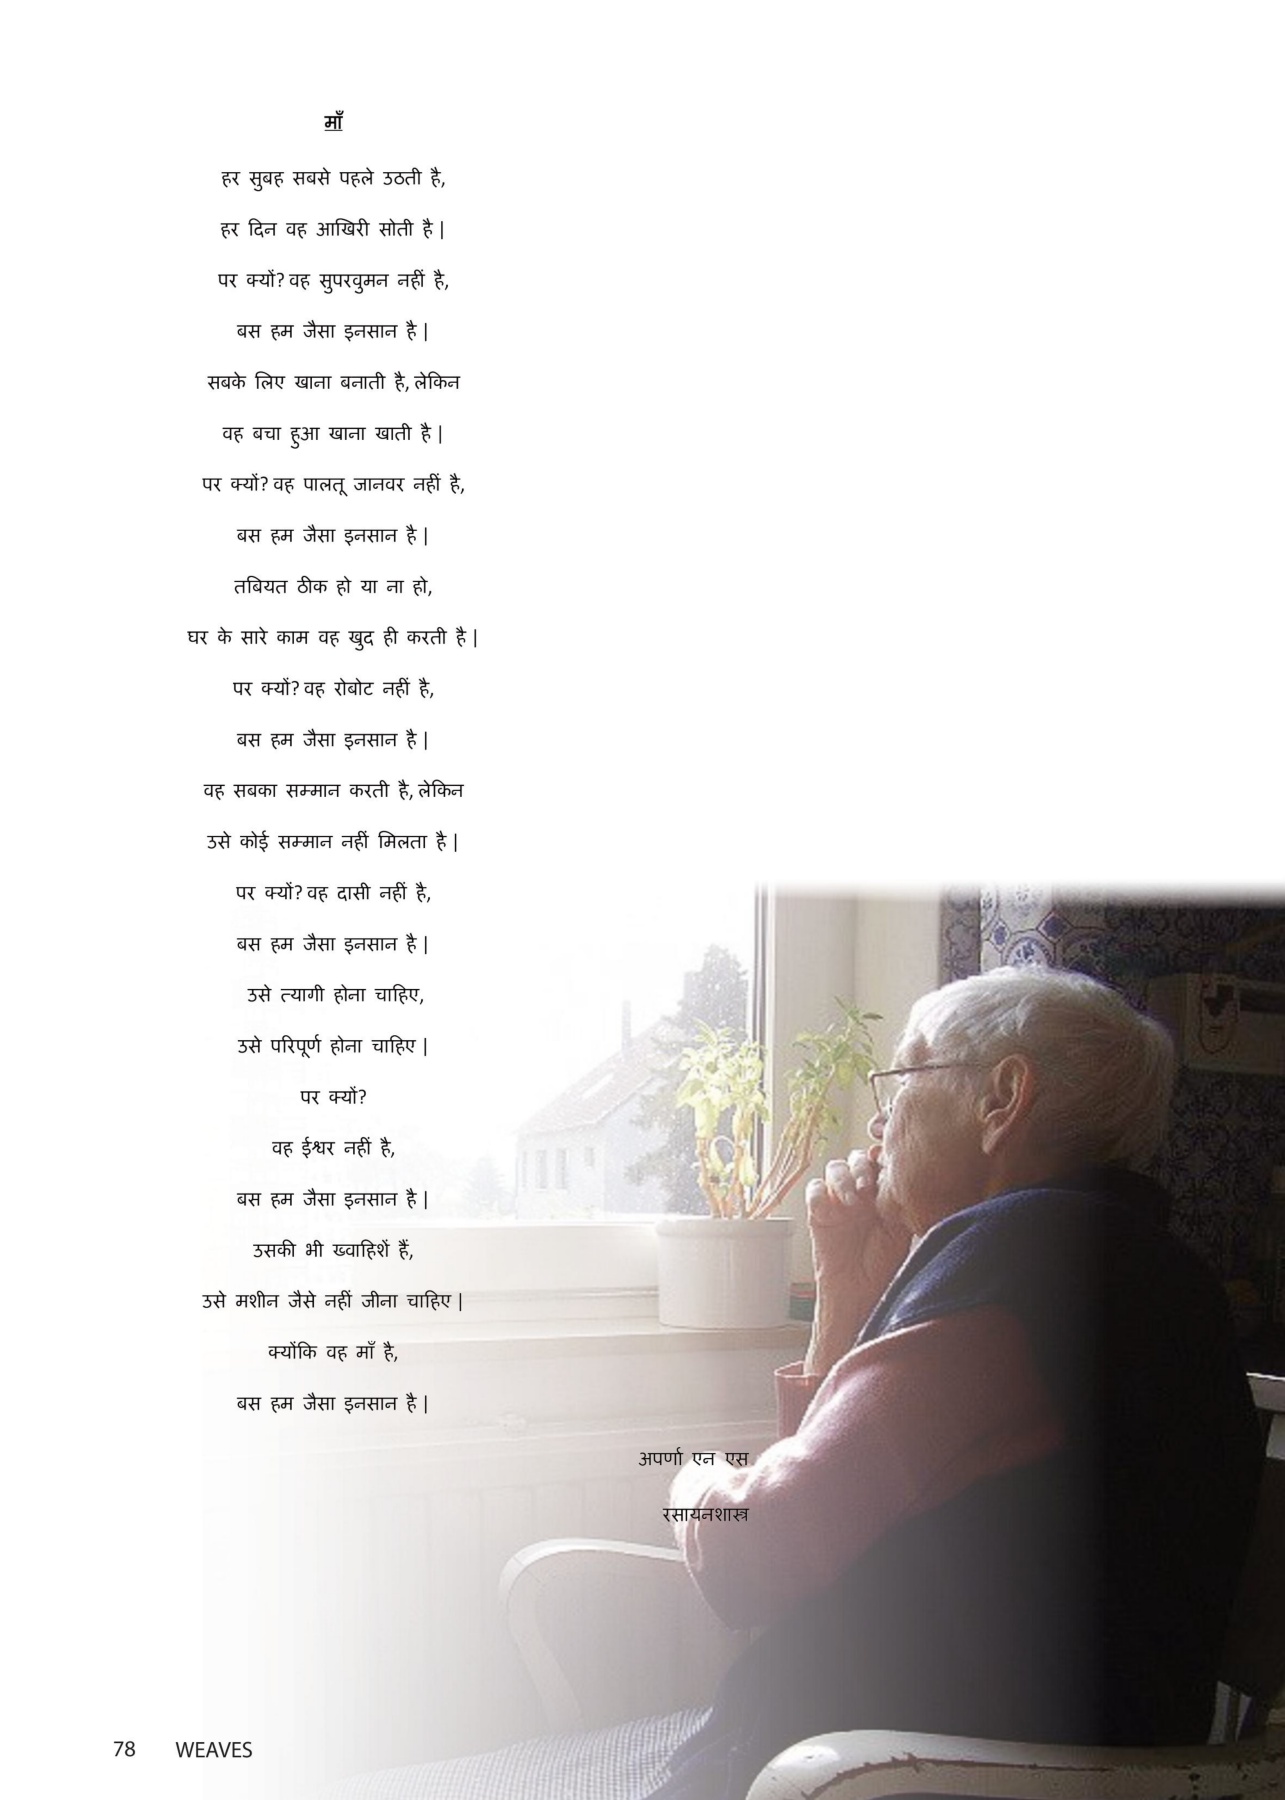 माँ
हर सुबह सबसे पहले उठती है,
हर दिन वह आखिरी सोती है |
पर क्यों? वह सुपरवुमन नहीं है,
बस हम जैसा इनसान है |
सबके लिए खाना बनाती है, लेकिन
वह बचा हुआ खाना खाती है |
पर क्यों? वह पालतू जानवर नहीं है,
बस हम जैसा इनसान है |
तबियत ठीक हो या ना हो,
घर के सारे काम वह खुद ही करती है |
पर क्यों? वह रोबोट नहीं है,
बस हम जैसा इनसान है |
वह सबका सम्मान करती है, लेकिन
उसे कोई सम्मान नहीं मिलता है |
पर क्यों? वह दासी नहीं है,
बस हम जैसा इनसान है |
उसे त्यागी होना चाहिए,
उसे परिपूर्ण होना चाहिए |
पर क्यों?
वह ईश्वर नहीं है,
बस हम जैसा इनसान है |
उसकी भी ख्वाहिशें हैं,
उसे मशीन जैसे नहीं जीना चाहिए |
क्योंकि वह माँ है,
बस हम जैसा इनसान है |
अपर्णा एन एस
रसायनशास्त्र
78 WEAVES